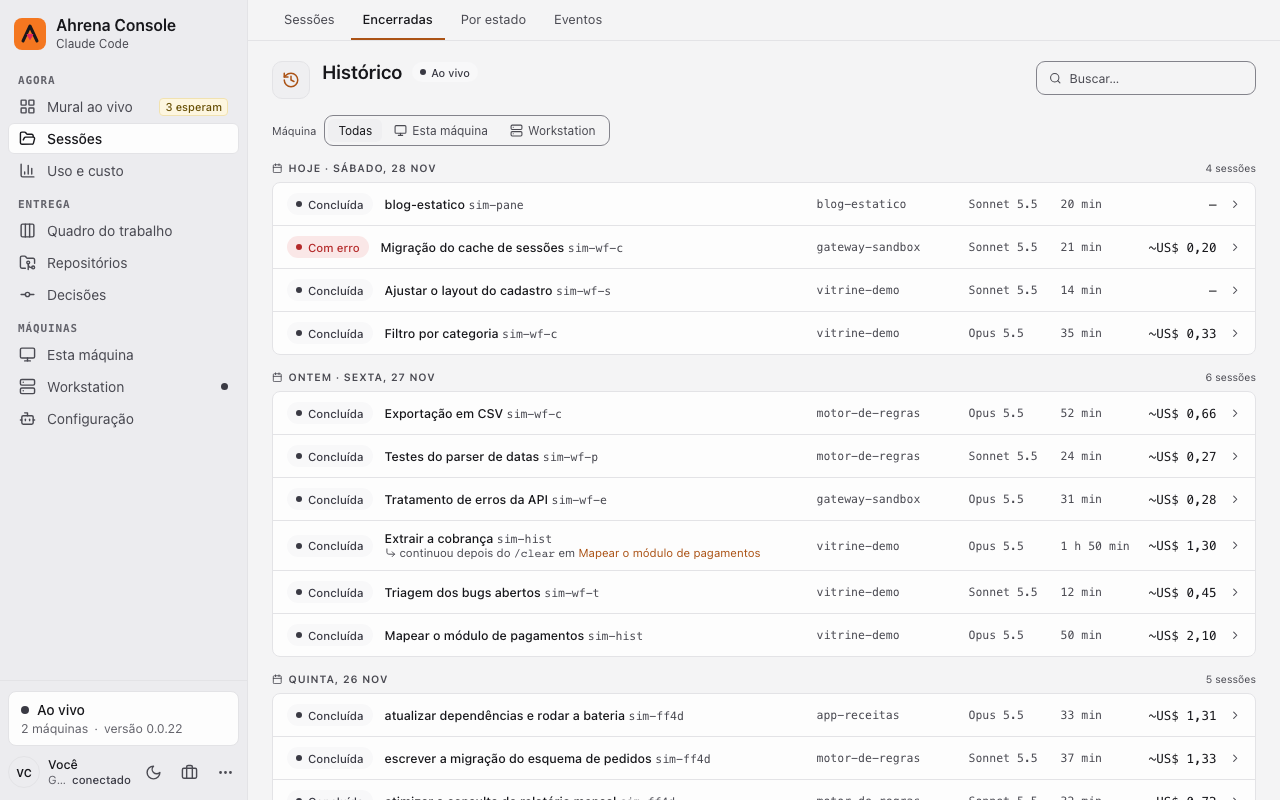 Ahrena Console
Claude Code
AGORA
Mural ao vivo
3 esperam
Sessões
Uso e custo
ENTREGA
Quadro do trabalho
Repositórios
Decisões
MÁQUINAS
Esta máquina
Workstation
Configuração
Ao vivo
2 máquinas · versão 0.0.22
VC
Você
G... conectado
Sessões Encerradas Por estado Eventos
Histórico Ao vivo
Buscar...
Máquina Todas Esta máquina Workstation
HOJE · SÁBADO, 28 NOV 4 sessões
Concluída blog-estatico sim-pane blog-estatico Sonnet 5.5 20 min –
Com erro Migração do cache de sessões sim-wf-c gateway-sandbox Sonnet 5.5 21 min ~US$ 0,20
Concluída Ajustar o layout do cadastro sim-wf-s vitrine-demo Sonnet 5.5 14 min –
Concluída Filtro por categoria sim-wf-c vitrine-demo Opus 5.5 35 min ~US$ 0,33
ONTEM · SEXTA, 27 NOV 6 sessões
Concluída Exportação em CSV sim-wf-c motor-de-regras Opus 5.5 52 min ~US$ 0,66
Concluída Testes do parser de datas sim-wf-p motor-de-regras Sonnet 5.5 24 min ~US$ 0,27
Concluída Tratamento de erros da API sim-wf-e gateway-sandbox Opus 5.5 31 min ~US$ 0,28
Concluída Extrair a cobrança sim-hist vitrine-demo Opus 5.5 1 h 50 min ~US$ 1,30
continuou depois do /clear em Mapear o módulo de pagamentos
Concluída Triagem dos bugs abertos sim-wf-t vitrine-demo Sonnet 5.5 12 min ~US$ 0,45
Concluída Mapear o módulo de pagamentos sim-hist vitrine-demo Opus 5.5 50 min ~US$ 2,10
QUINTA, 26 NOV 5 sessões
Concluída atualizar dependências e rodar a bateria sim-ff4d app-receitas Opus 5.5 33 min ~US$ 1,31
Concluída escrever a migração do esquema de pedidos sim-ff4d motor-de-regras Sonnet 5.5 37 min ~US$ 1,33